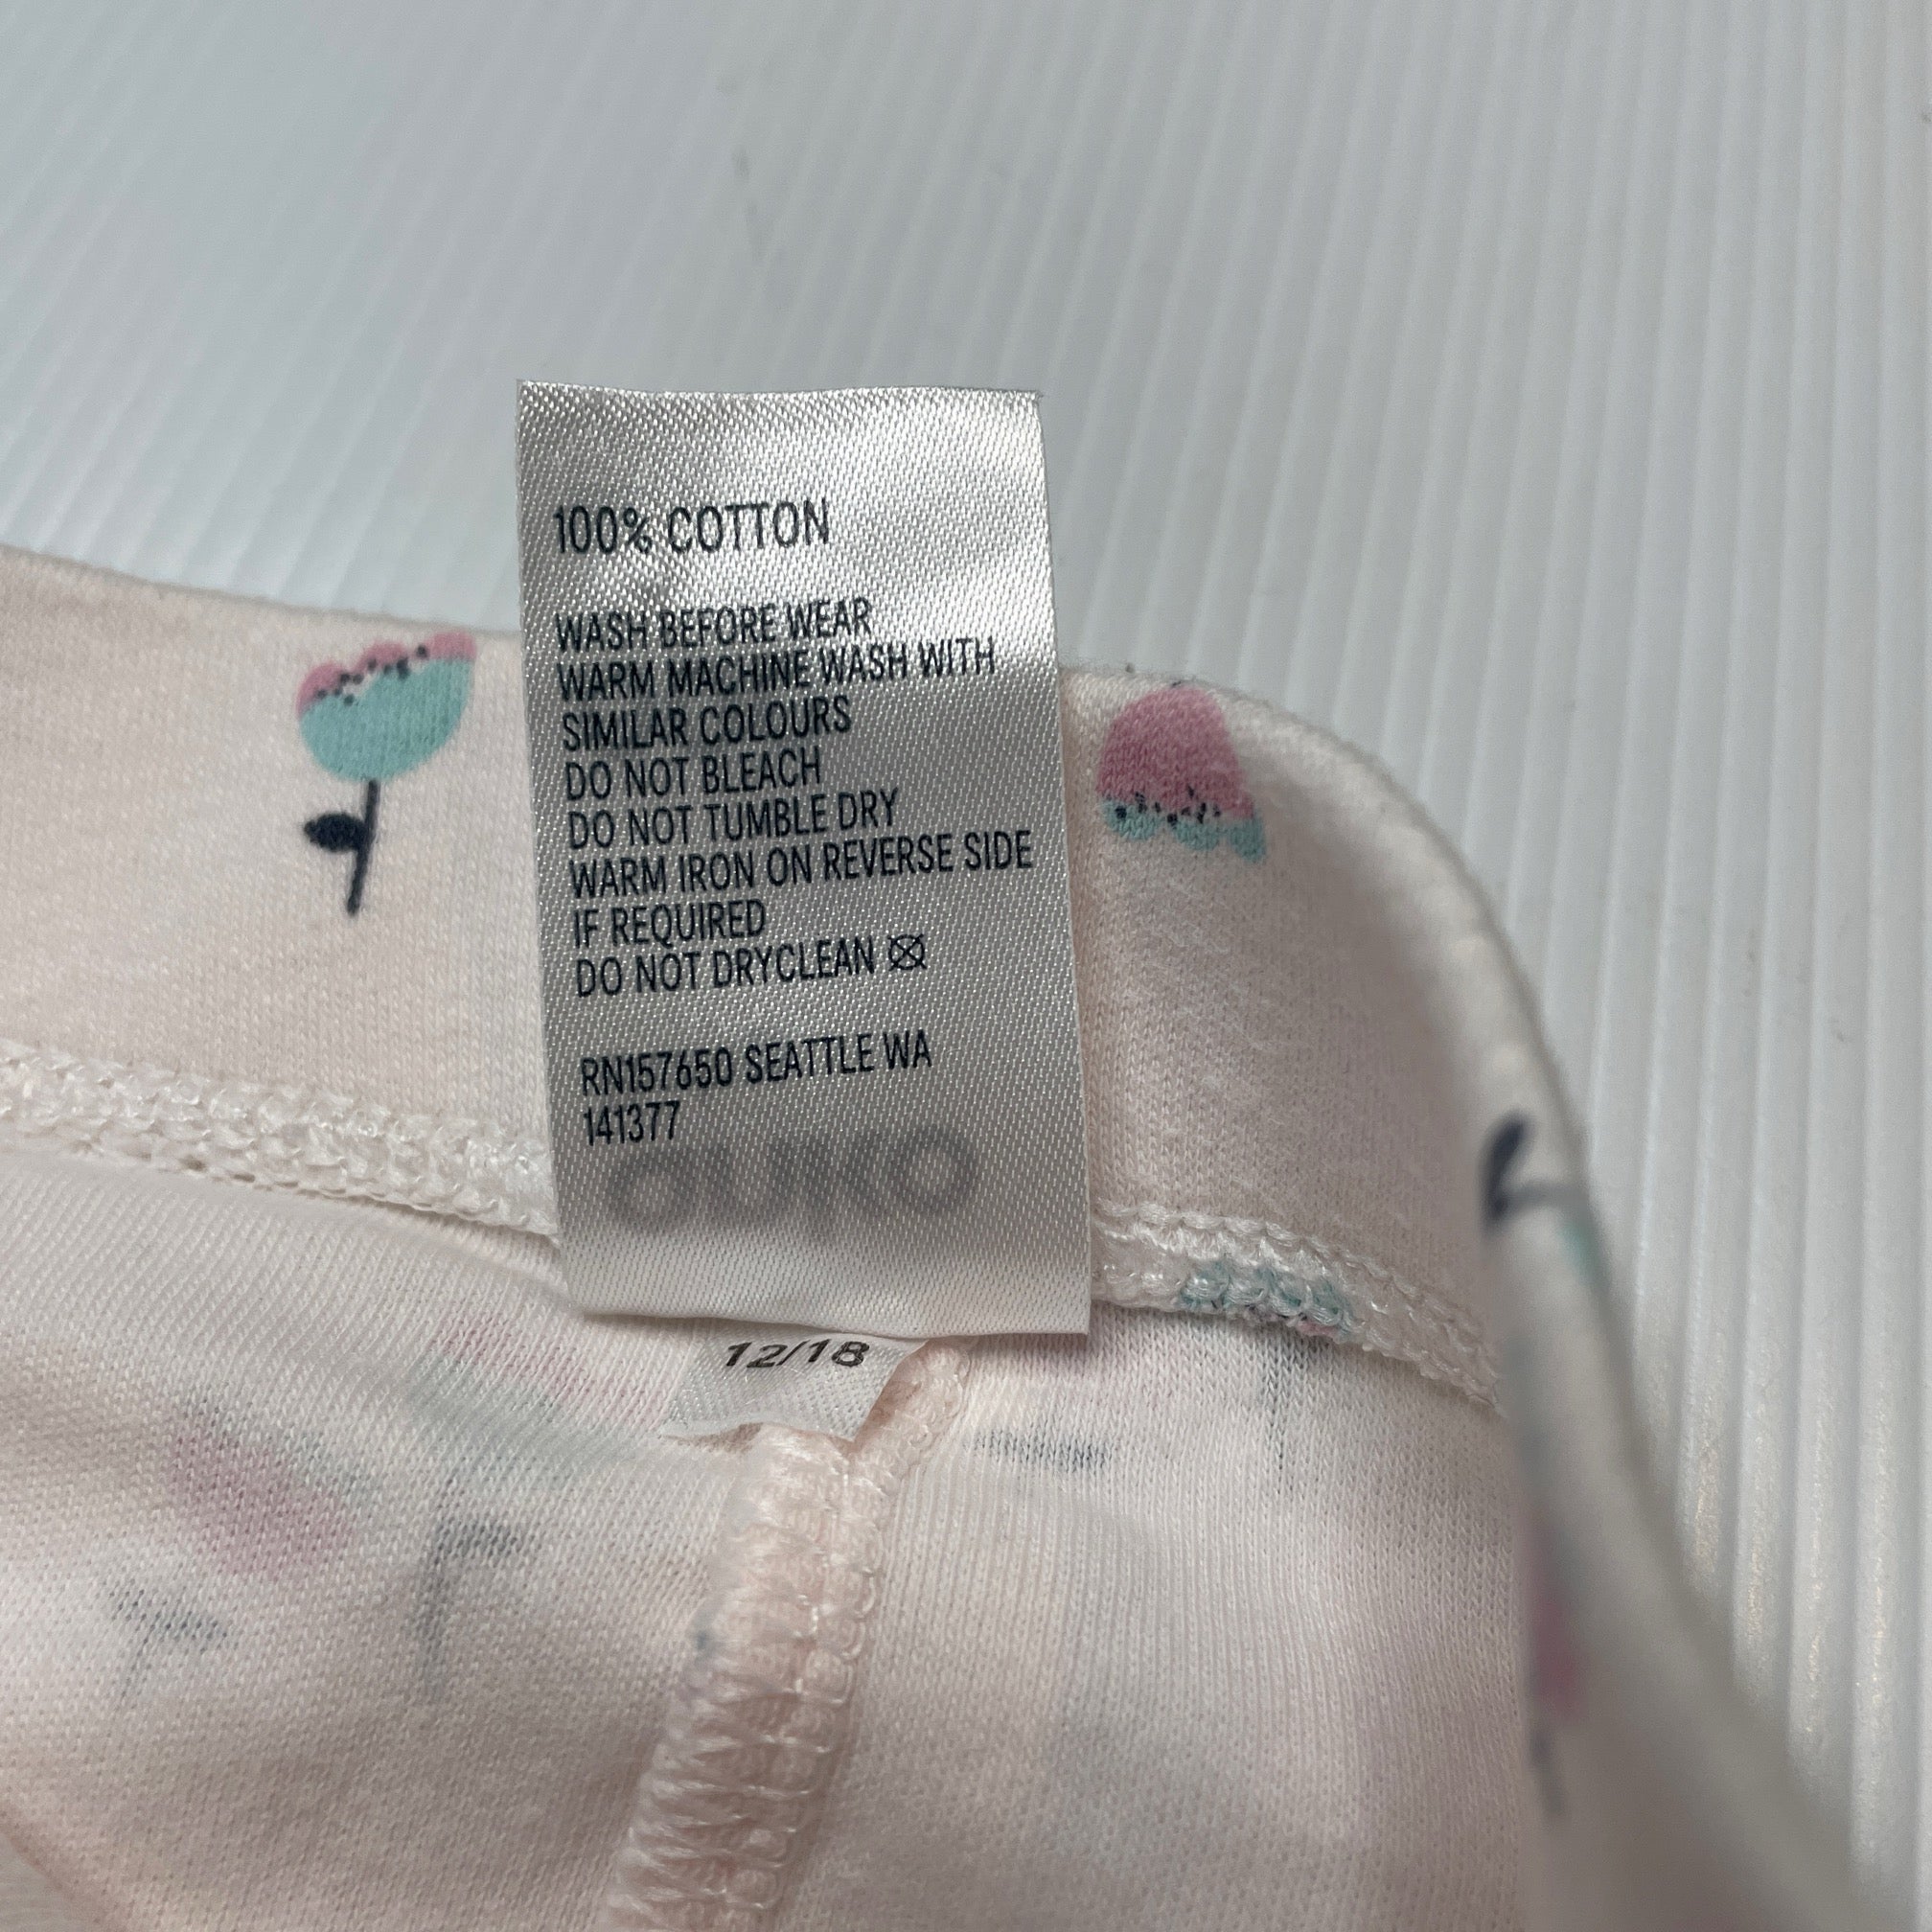 100% COTTON
WASH BEFORE WEAR
WARM MACHINE WASH WITH
SIMILAR COLOURS
DO NOT BLEACH
DO NOT TUMBLE DRY
WARM IRON ON REVERSE SIDE
IF REQUIRED
DO NOT DRYCLEAN
RN157650 SEATTLE WA
141377
12/18